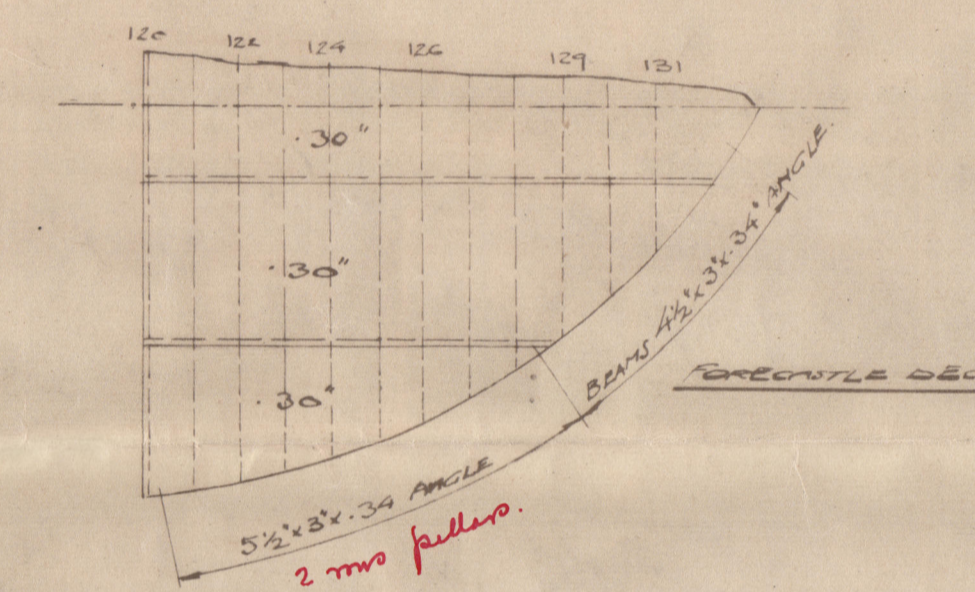 120 122 124 126 129 131
.30"
.30"
.30"
BEAMS 4½"x3"x.34" ANGLE.
FORECASTLE DEC
5½"x3"x.34 ANGLE
2 rows pillars.